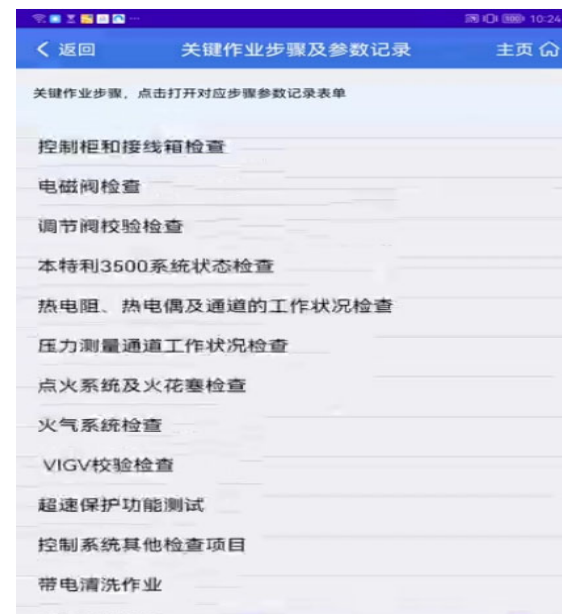 10:24
返回 关键作业步骤及参数记录 主页
关键作业步骤，点击打开对应步骤参数记录表单
控制柜和接线箱检查
电磁阀检查
调节阀校验检查
本特利3500系统状态检查
热电阻、热电偶及通道的工作状况检查
压力测量通道工作状况检查
点火系统及火花塞检查
火气系统检查
VIGV校验检查
超速保护功能测试
控制系统其他检查项目
带电清洗作业